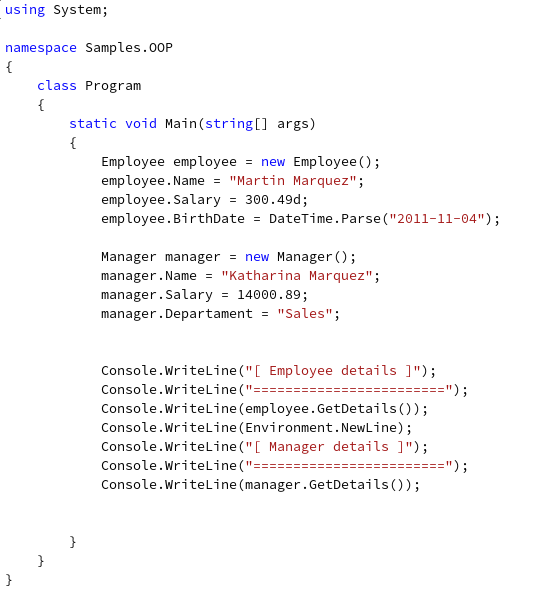 using System;
namespace Samples.OOP
{
class Program
{
static void Main(string[] args)
{
Employee employee = new Employee();
employee.Name = "Martin Marquez";
employee.Salary = 300.49d;
employee.BirthDate = DateTime.Parse("2011-11-04");
Manager manager = new Manager();
manager.Name = "Katharina Marquez";
manager.Salary = 14000.89;
manager.Departament = "Sales";
Console.WriteLine("[ Employee details ]");
Console.WriteLine("========================");
Console.WriteLine(employee.GetDetails());
Console.WriteLine(Environment.NewLine);
Console.WriteLine("[ Manager details ]");
Console.WriteLine("========================");
Console.WriteLine(manager.GetDetails());
}
}
}